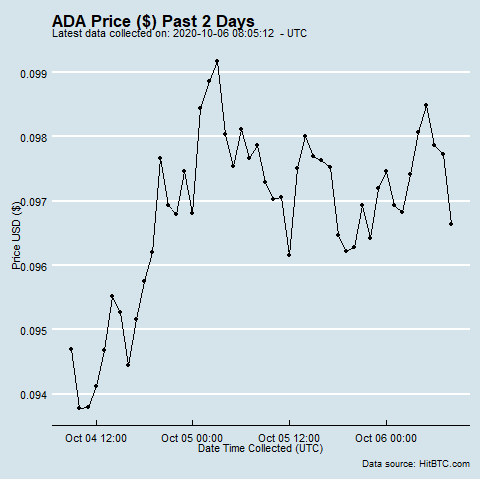 ADA Price ($) Past 2 Days
Latest data collected on: 2020-10-06 08:05:12 - UTC
Price USD ($)
0.099
0.098
0.097
0.096
0.095
0.094
Oct 04 12:00
Oct 05 00:00
Oct 05 12:00
Oct 06 00:00
Date Time Collected (UTC)
Data source: HitBTC.com